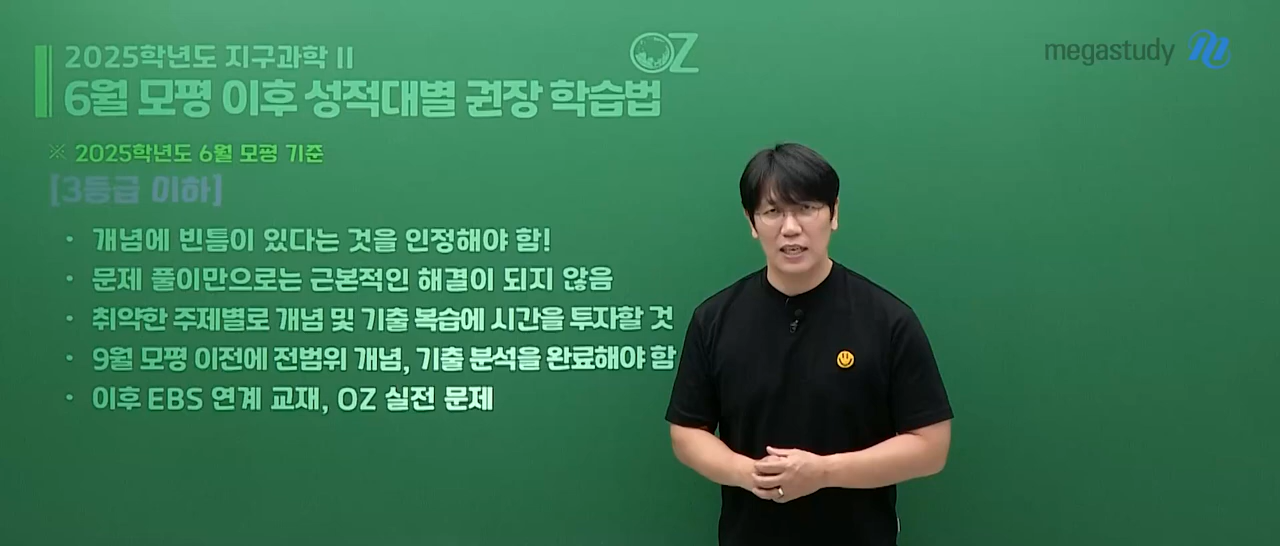 2025학년도 지구과학 II
OZ
6월 모평 이후 성적대별 권장 학습법
megastudy
※ 2025학년도 6월 모평 기준
[3등급 이하]
· 개념에 빈틈이 있다는 것을 인정해야 함!
· 문제 풀이만으로는 근본적인 해결이 되지 않음
· 취약한 주제별로 개념 및 기출 복습에 시간을 투자할 것
· 9월 모평 이전에 전범위 개념, 기출 분석을 완료해야 함
· 이후 EBS 연계 교재, OZ 실전 문제